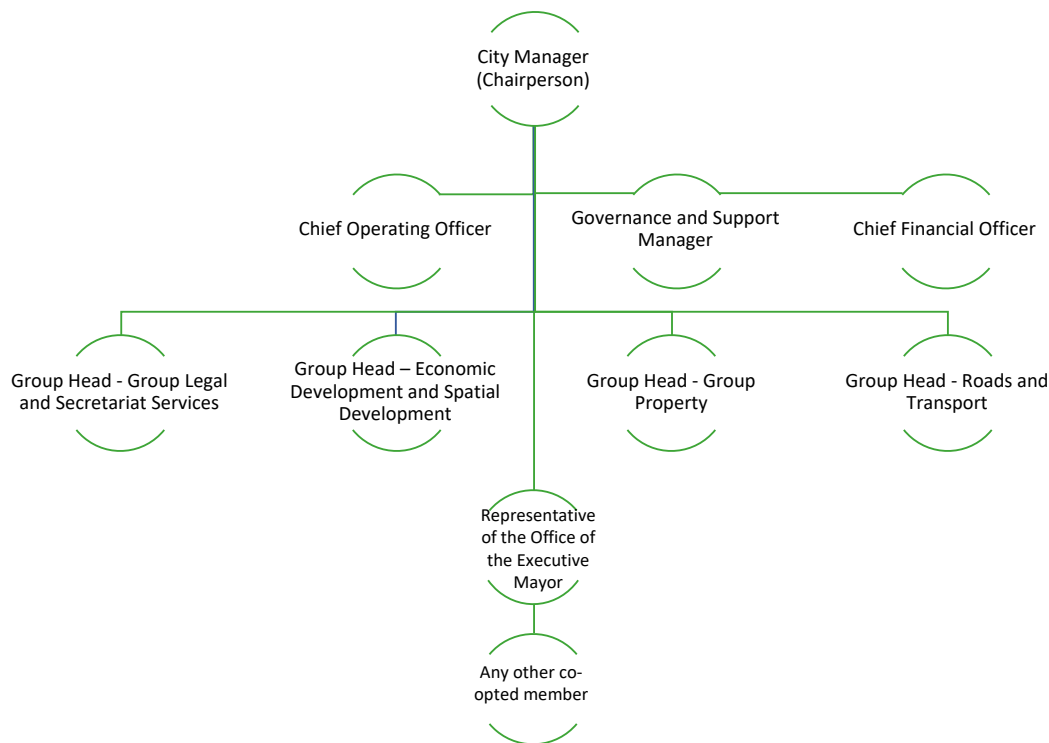 City Manager
(Chairperson)
Chief Operating Officer
Governance and Support
Manager
Chief Financial Officer
Group Head - Group Legal
and Secretariat Services
Group Head – Economic
Development and Spatial
Development
Group Head - Group
Property
Group Head - Roads and
Transport
Representative
of the Office of
the Executive
Mayor
Any other co-
opted member